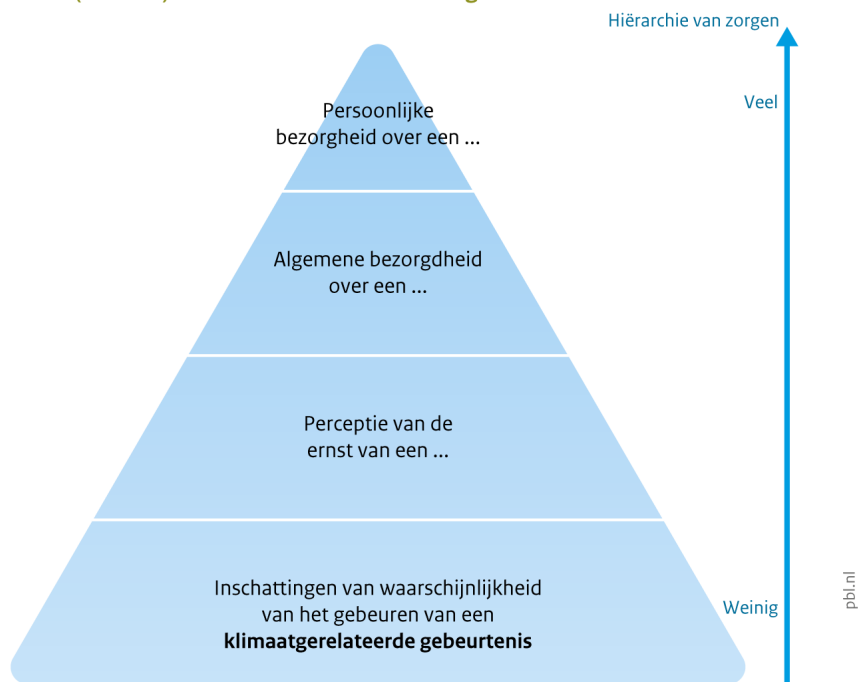 Hiërarchie van zorgen
Veel
Persoonlijke
bezorgheid over een ...
Algemene bezorgdheid
over een ...
Perceptie van de
ernst van een ...
Inschattingen van waarschijnlijkheid
van het gebeuren van een
klimaatgerelateerde gebeurtenis
Weinig
pbl.nl